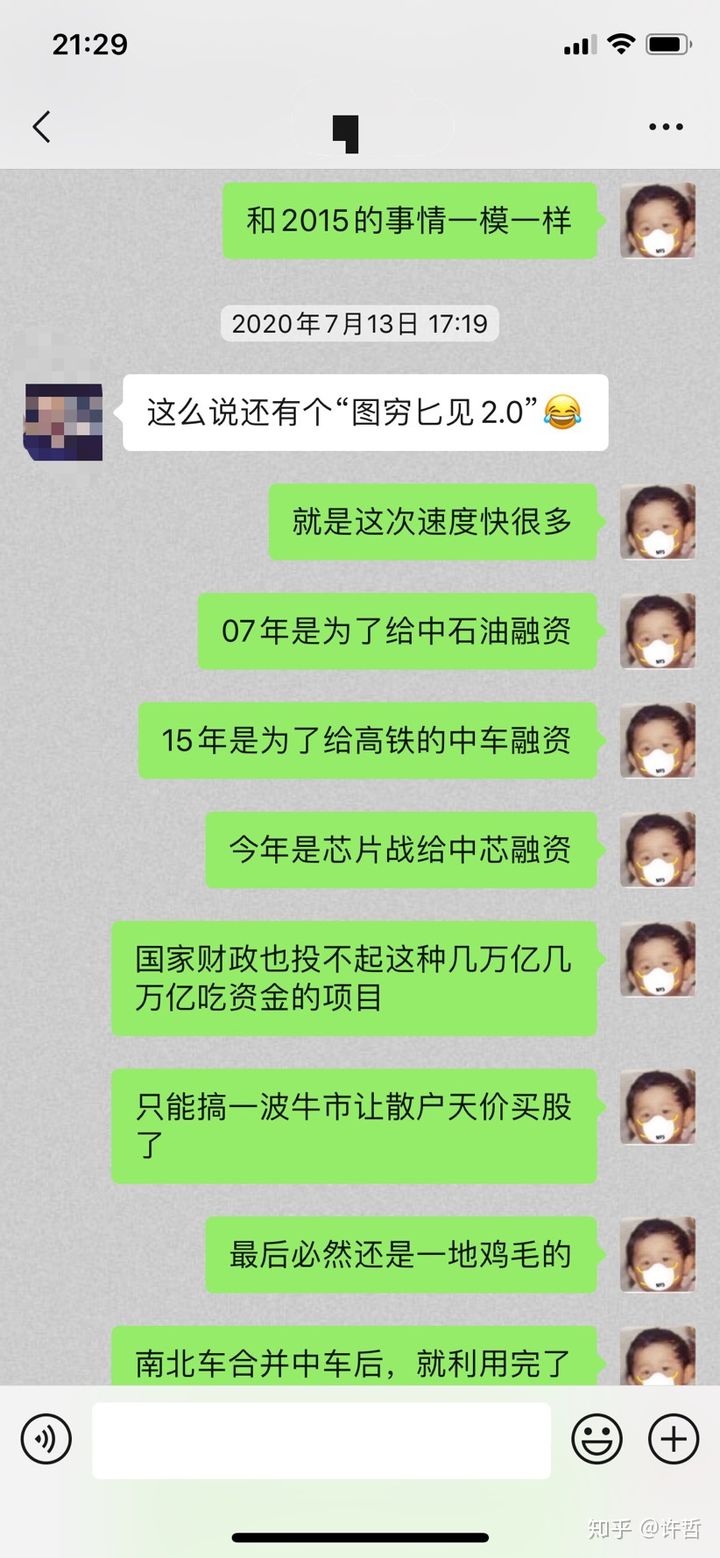 21:29
和2015的事情一模一样
2020年7月13日 17:19
这么说还有个“图穷匕见2.0”😂
就是这次速度快很多
07年是为了给中石油融资
15年是为了给高铁的中车融资
今年是芯片战给中芯融资
国家财政也投不起这种几万亿几
万亿吃资金的项目
只能搞一波牛市让散户天价买股
了
最后必然还是一地鸡毛的
南北车合并中车后，就利用完了
知乎 @许哲